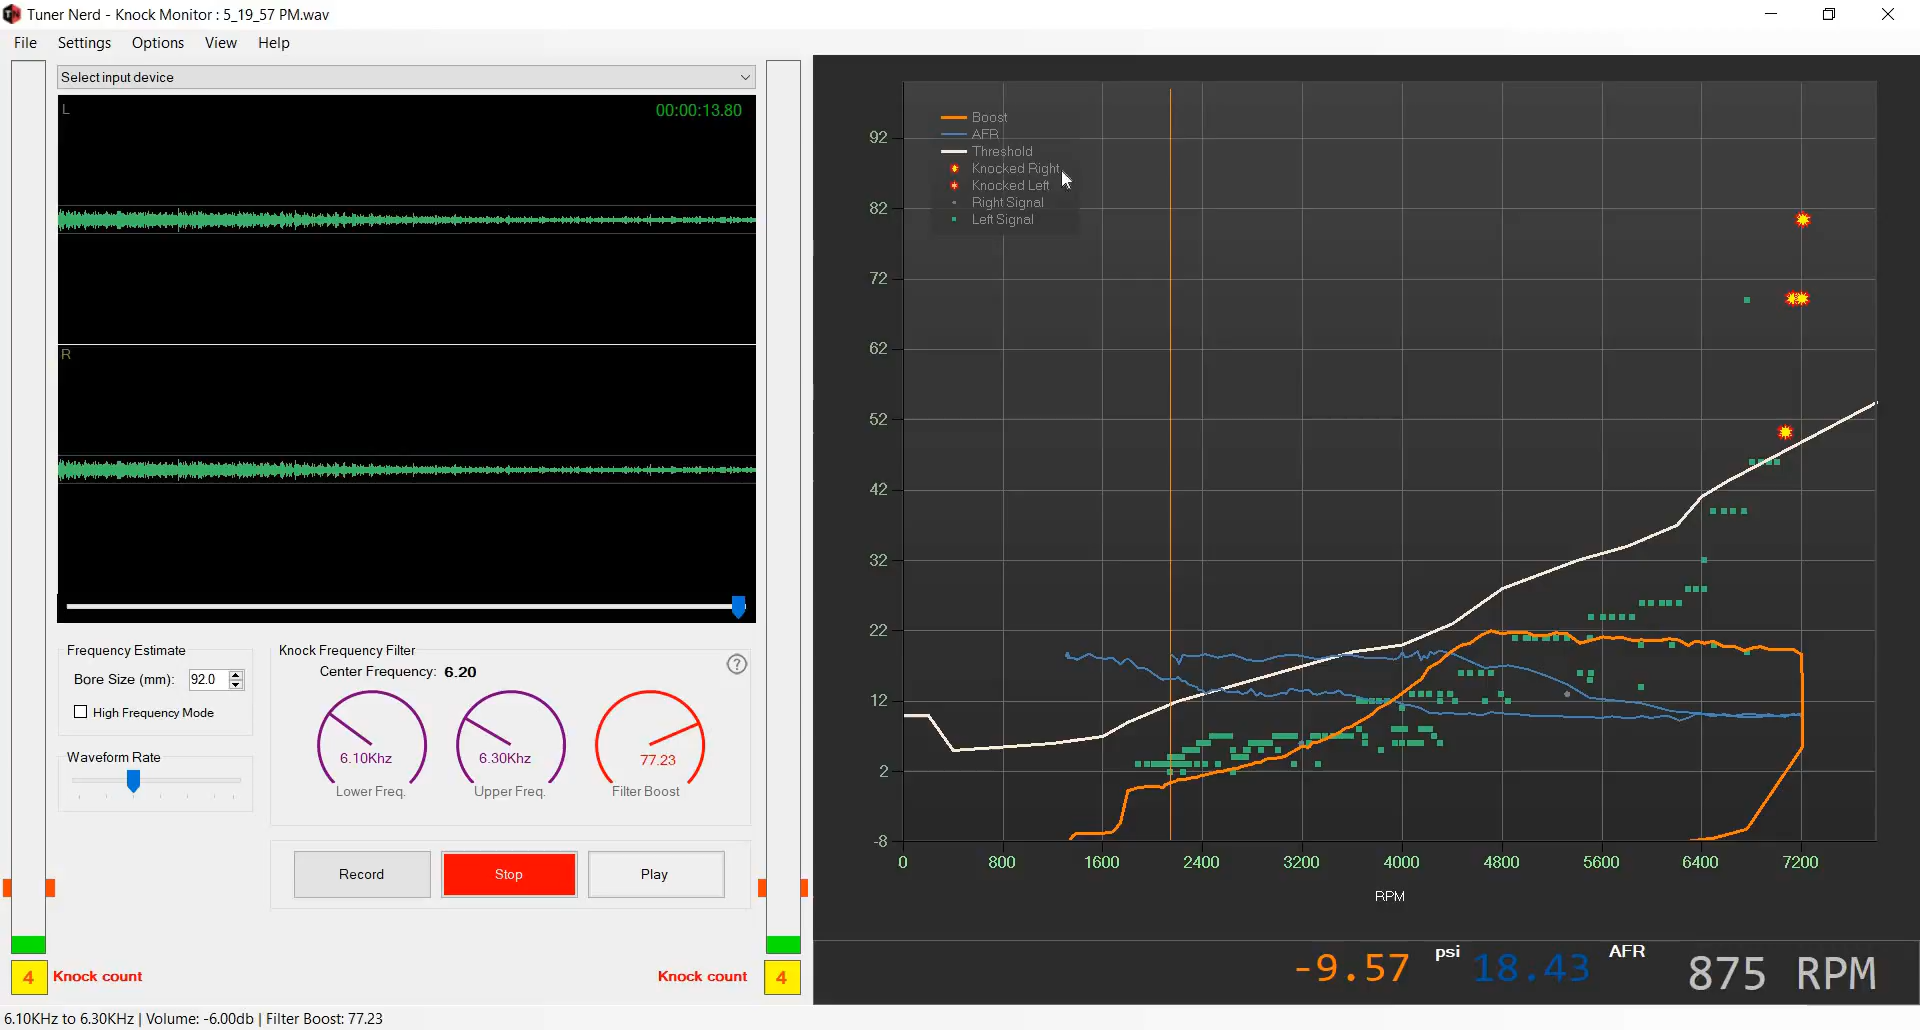 Tuner Nerd - Knock Monitor : 5_19_57 PM.wav
File Settings Options View Help
Select input device
L 00:00:13.80
R
Frequency Estimate
Bore Size (mm): 92.0
High Frequency Mode
Waveform Rate
Knock Frequency Filter
Center Frequency: 6.20
?
6.10Khz 6.30Khz 77.23
Lower Freq. Upper Freq. Filter Boost
Record Stop Play
4 Knock count Knock count 4
6.10KHz to 6.30KHz | Volume: -6.00db | Filter Boost: 77.23
Boost
AFR
Threshold
Knocked Right
Knocked Left
Right Signal
Left Signal
92
82
72
62
52
42
32
22
12
2
-8
0 800 1600 2400 3200 4000 4800 5600 6400 7200
RPM
-9.57 psi 18.43 AFR 875 RPM